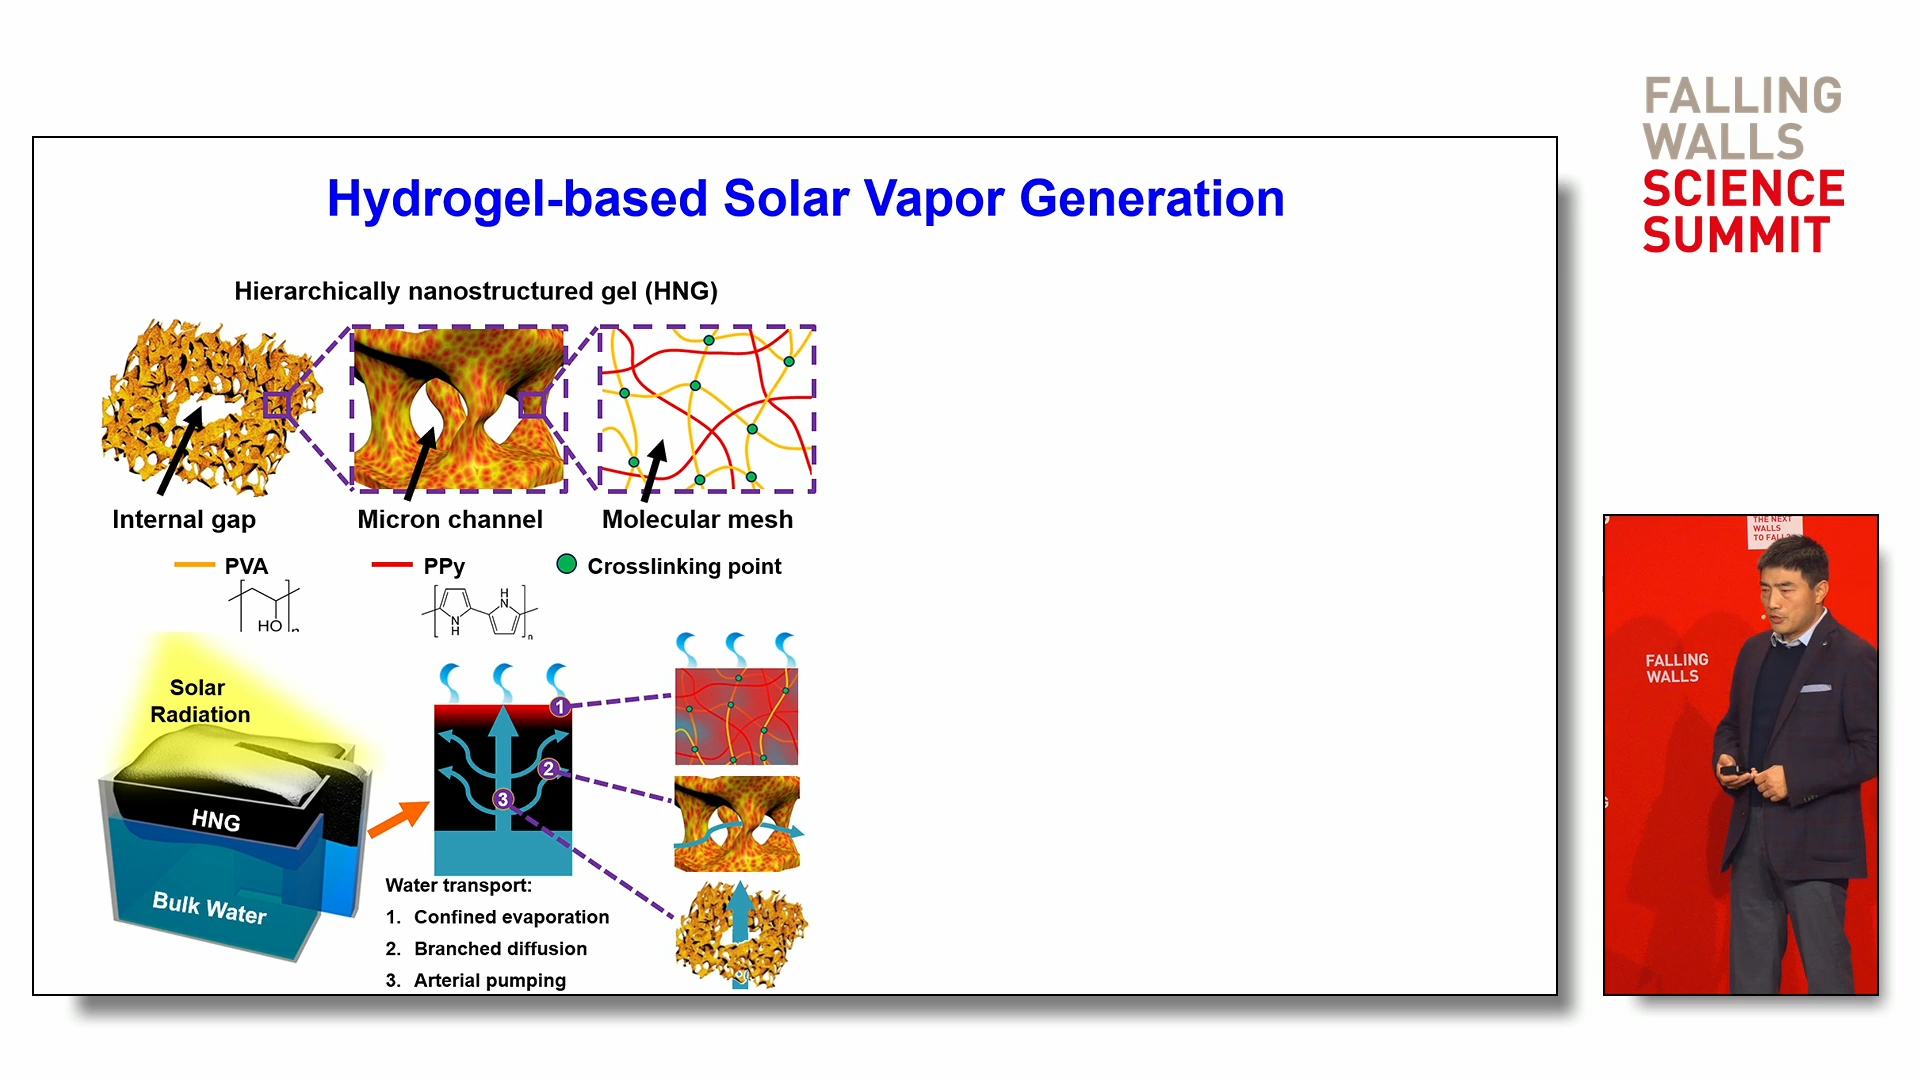 FALLING
WALLS
SCIENCE
SUMMIT
Hydrogel-based Solar Vapor Generation
Hierarchically nanostructured gel (HNG)
Internal gap
Micron channel
Molecular mesh
PVA
PPy
Crosslinking point
HO
n
N
H
H
N
n
Solar
Radiation
HNG
Bulk Water
1
2
3
Water transport:
1. Confined evaporation
2. Branched diffusion
3. Arterial pumping
THE NEXT
WALLS
TO FALL
FALLING
WALLS